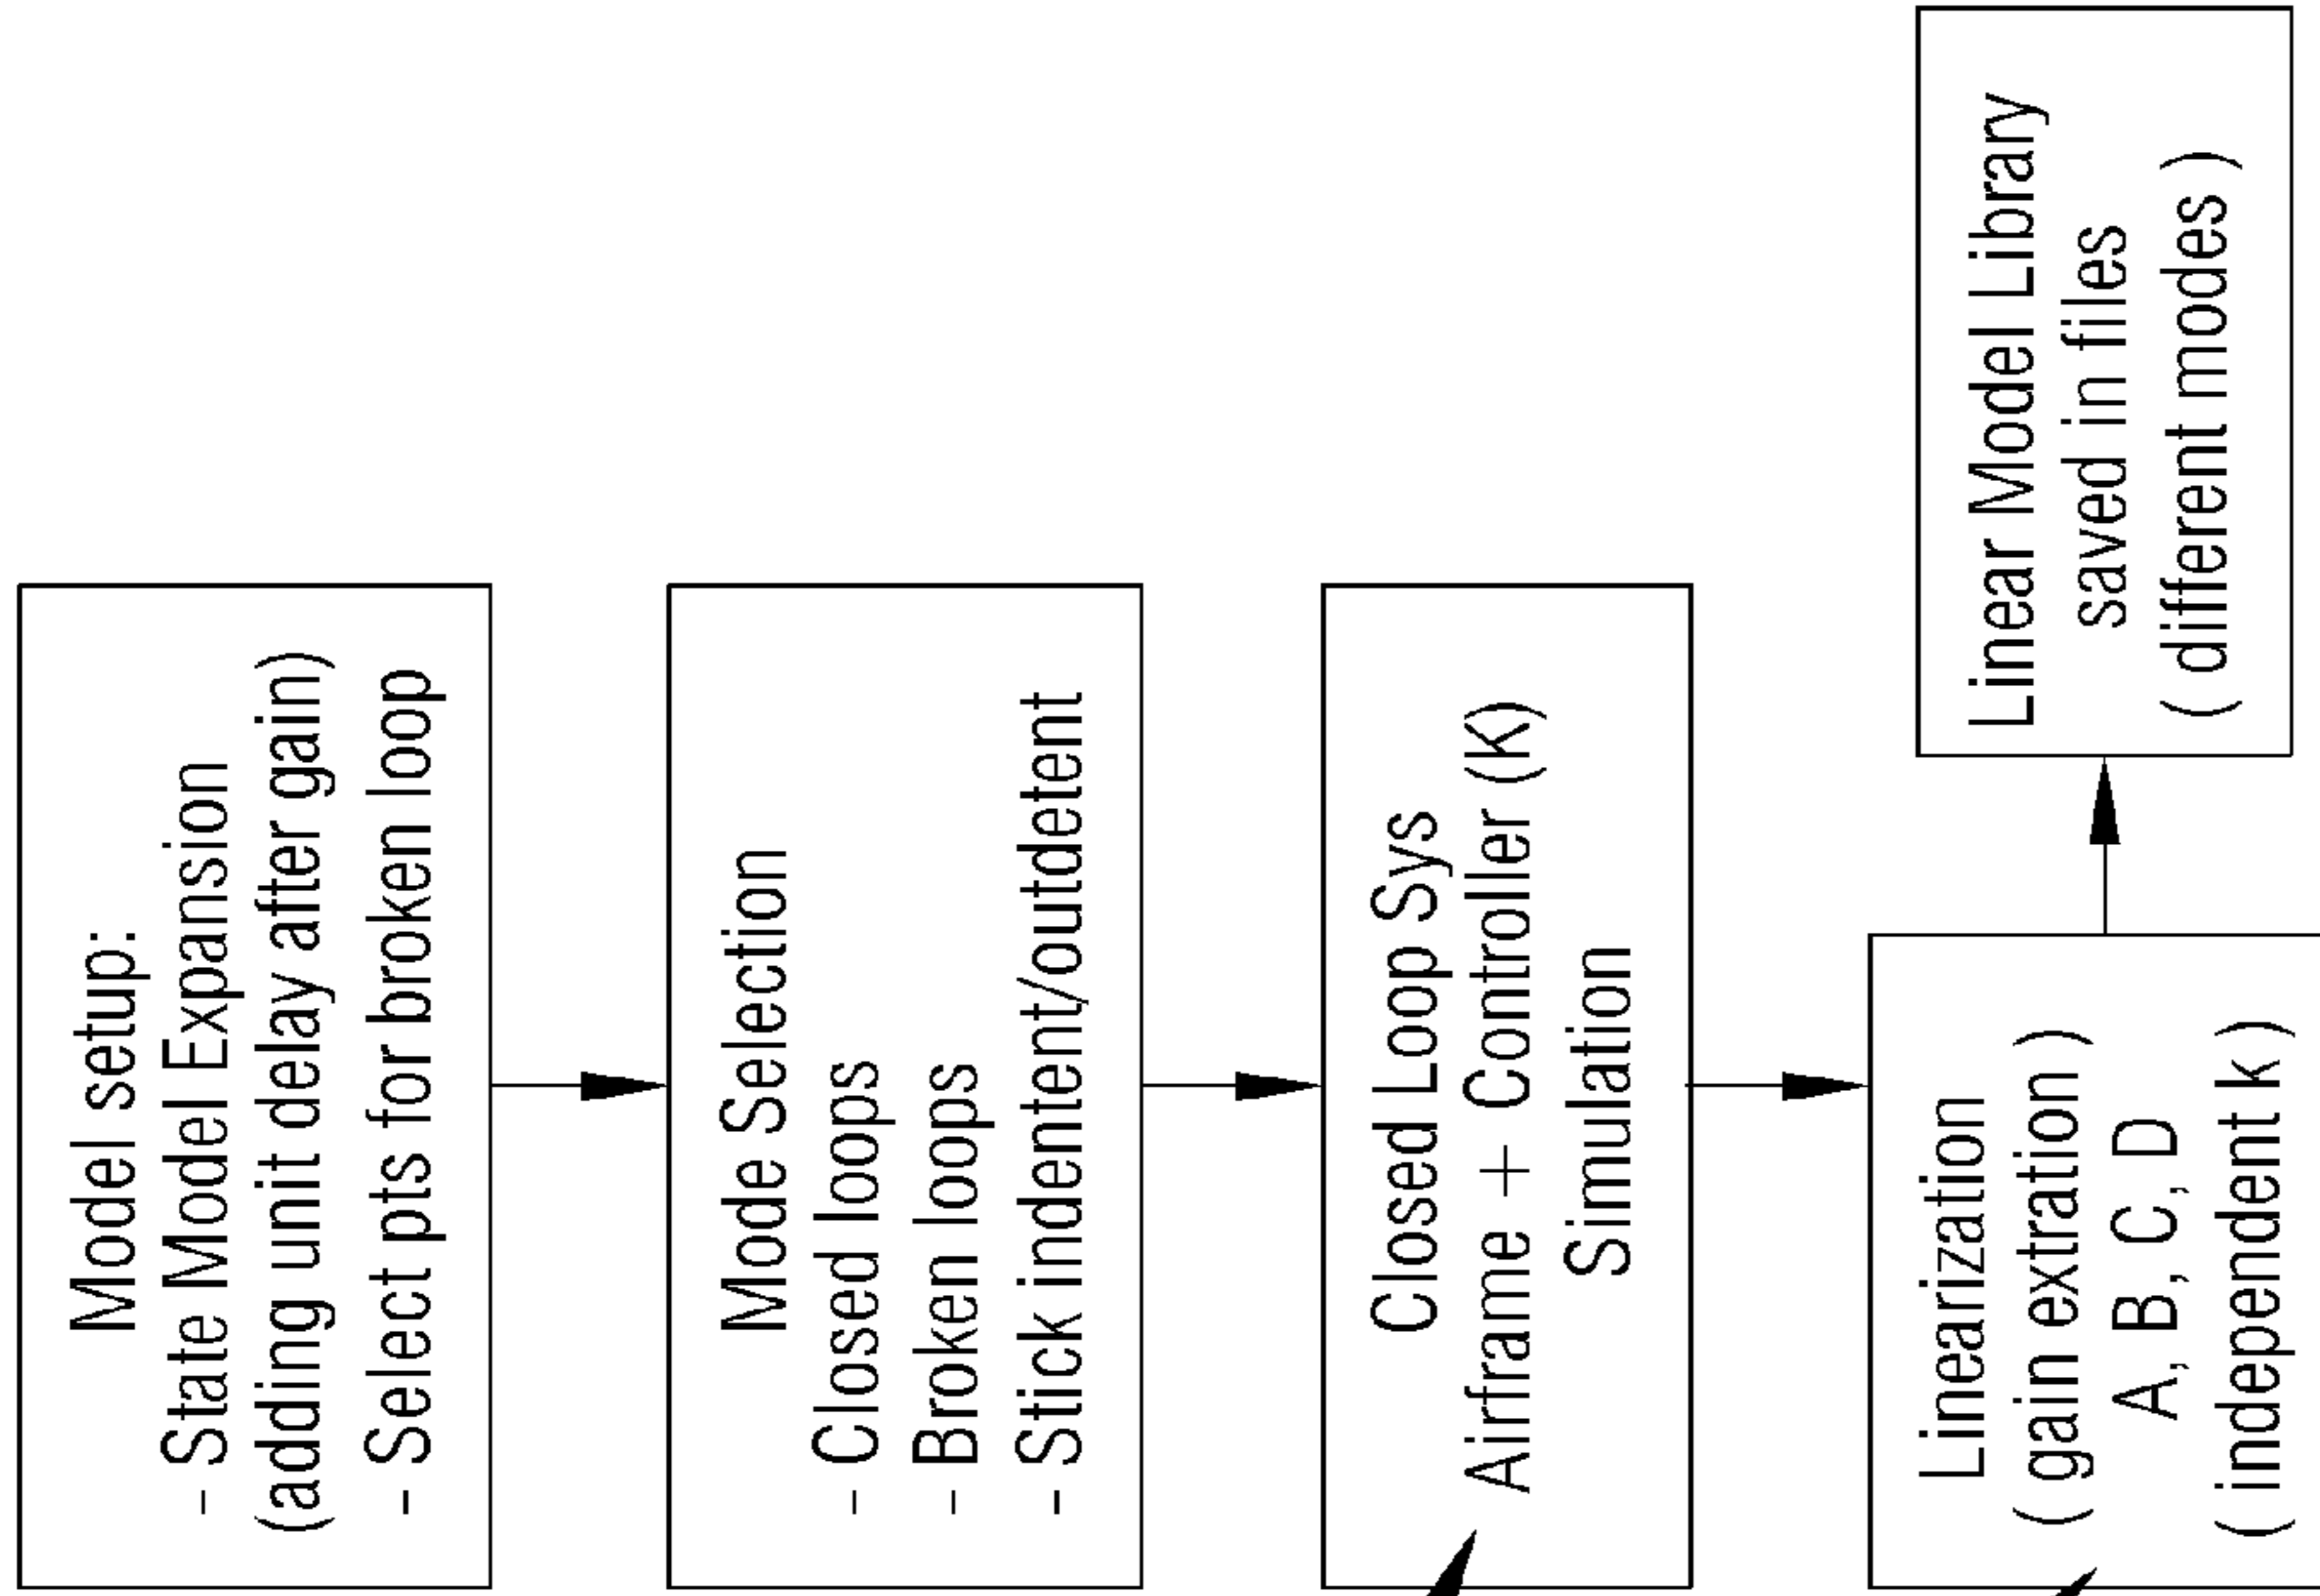 Model setup:
- State Model Expansion
(adding unit delay after gain)
- Select pts for broken loop
Mode Selection
- Closed loops
- Broken loops
- Stick indentent/outdetent
Closed Loop Sys
Airframe + Controller (K)
Simulation
Linearization
( gain extration )
A, B, C, D
( independent k )
Linear Model Library
saved in files
( different modes )